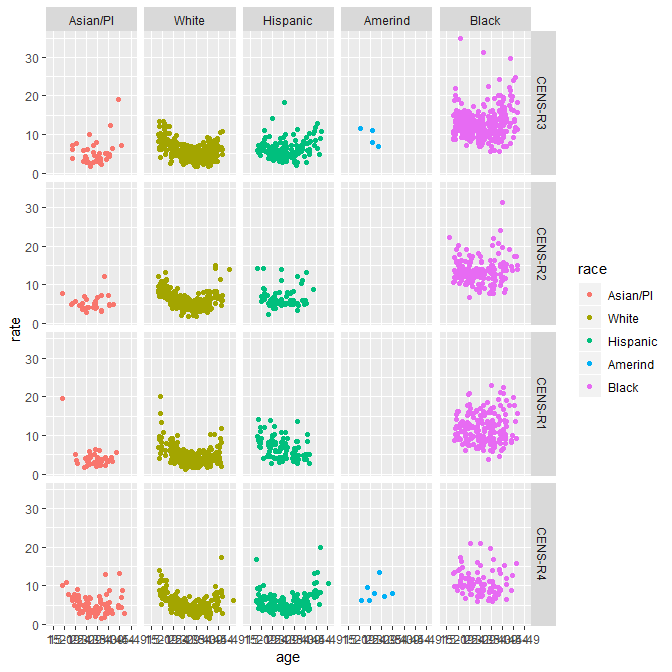 Asian/PI White Hispanic Amerind Black
30
20
10
0
CENS-R3
30
20
10
0
CENS-R2
30
20
10
0
CENS-R1
30
20
10
0
CENS-R4
rate
age
race
Asian/PI
White
Hispanic
Amerind
Black